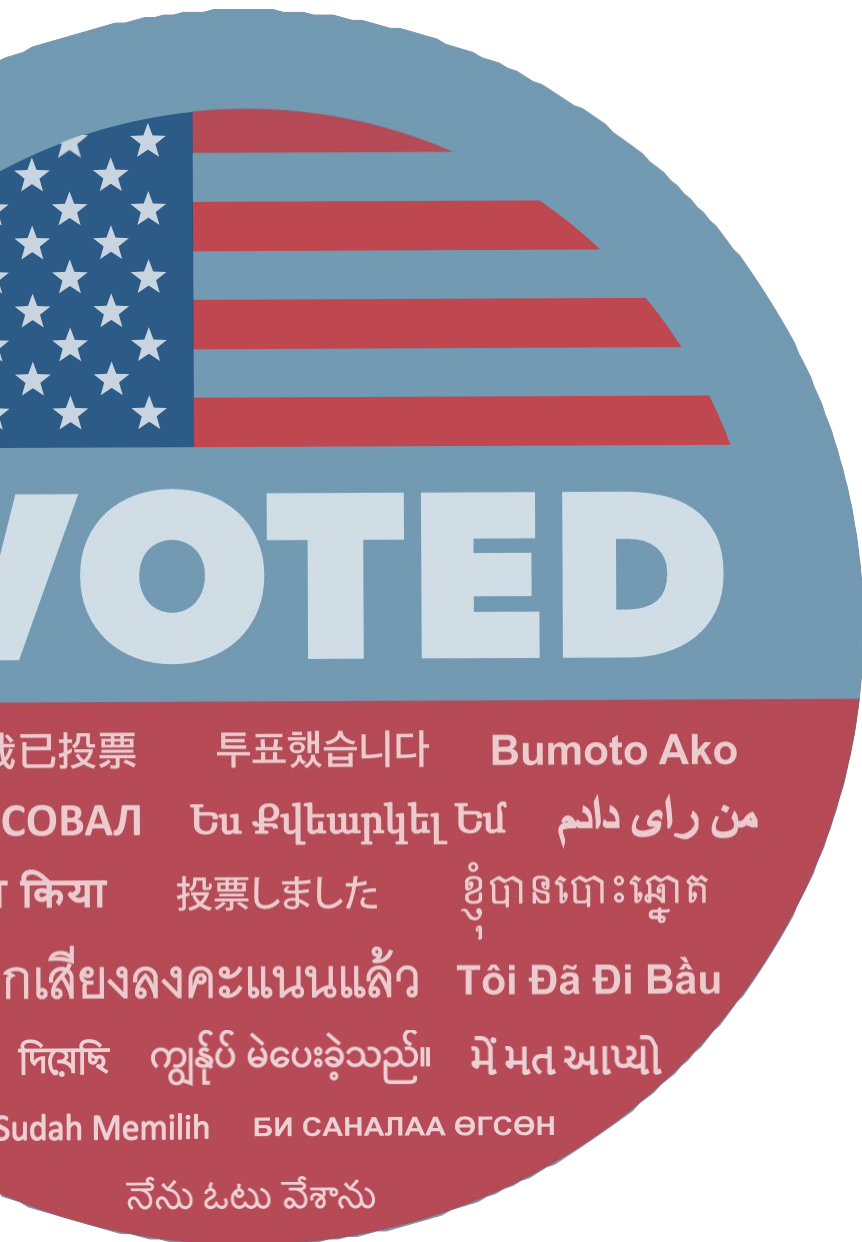 VOTED
已投票 투표했습니다 Bumoto Ako
СОВАЛ Ես Քվեարկել Եմ من رای دادم
किया 投票しました ខ្ញុំបានបោះឆ្នោត
กเสียงลงคะแนนแล้ว Tôi Đã Đi Bầu
দিয়েছি ကျွန်ုပ် မဲပေးခဲ့သည်။ મેં મત આપ્યો
Sudah Memilih БИ САНАЛАА ӨГСӨН
నేను ఓటు వేశాను